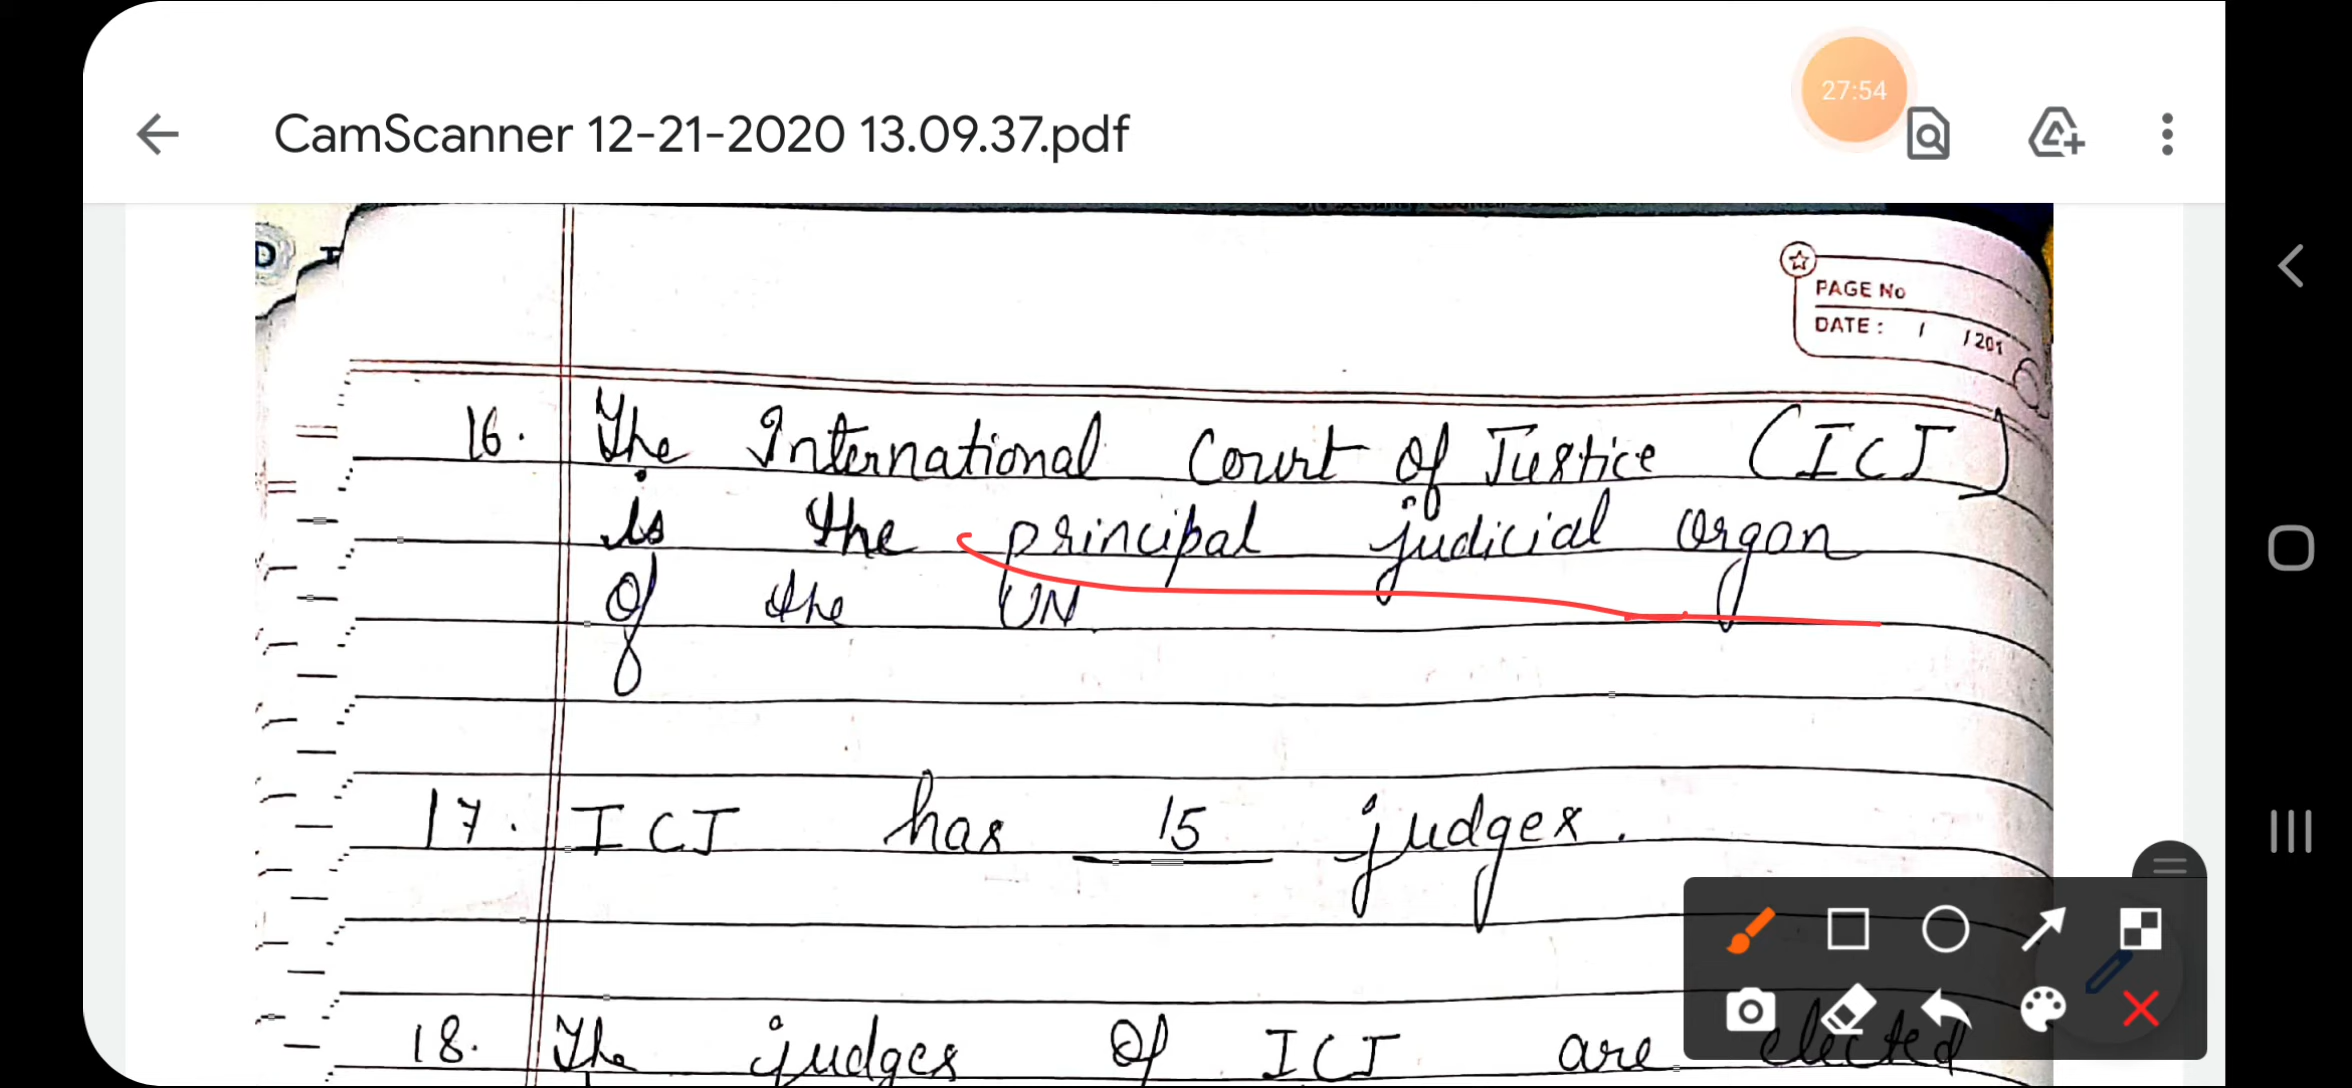 27:54
CamScanner 12-21-2020 13.09.37.pdf
PAGE No
DATE: / /201
16. The International Court of Justice (ICJ)
is the principal judicial organ
of the UN.
17. ICJ has 15 judges.
18. The judges of ICJ are elected